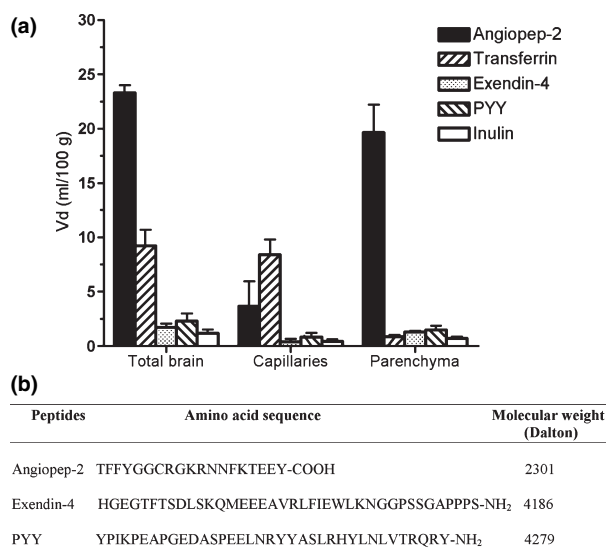 (a)
Angiopep-2
Transferrin
Exendin-4
PYY
Inulin
Vd (ml/100 g)
30
25
20
15
10
5
0
Total brain
Capillaries
Parenchyma
(b)
Peptides Amino acid sequence Molecular weight
(Dalton)
Angiopep-2 TFFYGGCRGKRNNFKTEEY-COOH 2301
Exendin-4 HGEGTFTSDLSKQMEEEAVRLFIEWLKNGGPSSGAPPPS-NH₂ 4186
PYY YPIKPEAPGEDASPEELNRYYASLRHYLNLVTRQRY-NH₂ 4279